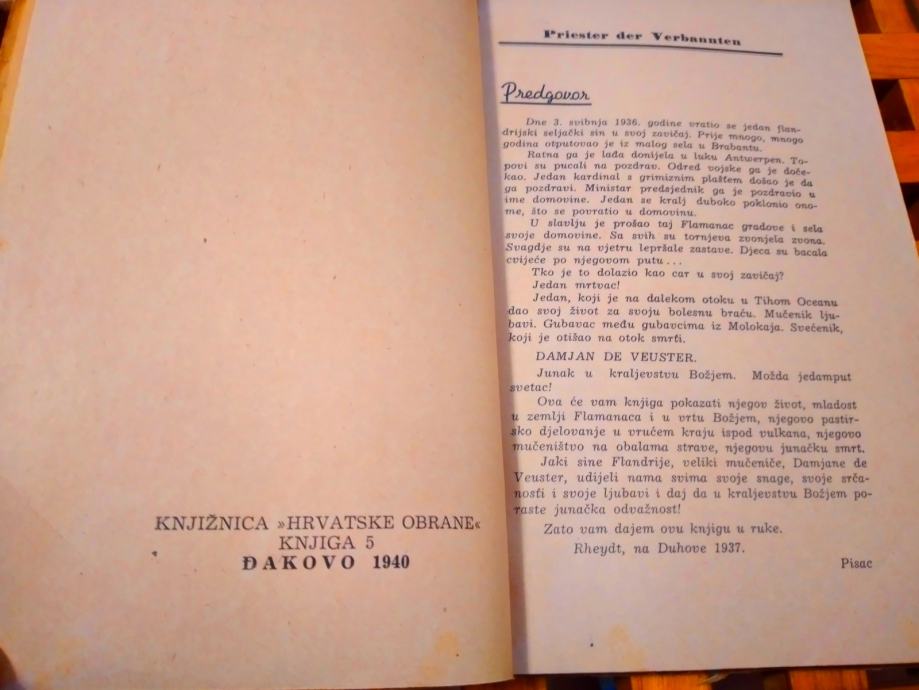 KNJIŽNICA »HRVATSKE OBRANE«
KNJIGA 5
ĐAKOVO 1940
Priester der Verbannten
Predgovor
Dne 3. svibnja 1936. godine vratio se jedan flan-
drijski seljački sin u svoj zavičaj. Prije mnogo, mnogo
godina otputovao je iz malog sela u Brabantu.
Ratna ga je lađa donijela u luku Antwerpen. To-
povi su pucali na pozdrav. Odred vojske ga je doče-
kao. Jedan kardinal s grimiznim plaštem došao je da
ga pozdravi. Ministar predsjednik ga je pozdravio u
ime domovine. Jedan se kralj duboko poklonio ono-
me, što se povratio u domovinu.
U slavlju je prošao taj Flamanac gradove i sela
svoje domovine. Sa svih su tornjeva zvonjela zvona.
Svagdje su na vjetru lepršale zastave. Djeca su bacala
cvijeće po njegovom putu ...
Tko je to dolazio kao car u svoj zavičaj?
Jedan mrtvac!
Jedan, koji je na dalekom otoku u Tihom Oceanu
dao svoj život za svoju bolesnu braću. Mučenik lju-
bavi. Gubavac među gubavcima iz Molokaja. Svećenik,
koji je otišao na otok smrti.
DAMJAN DE VEUSTER.
Junak u kraljevstvu Božjem. Možda jedamput
svetac!
Ova će vam knjiga pokazati njegov život, mladost
u zemlji Flamanaca i u vrtu Božjem, njegovo pastir-
sko djelovanje u vrućem kraju ispod vulkana, njegovo
mučeništvo na obalama strave, njegovu junačku smrt.
Jaki sine Flandrije, veliki mučeniče, Damjane de
Veuster, udijeli nama svima svoje snage, svoje srča-
nosti i svoje ljubavi i daj da u kraljevstvu Božjem po-
raste junačka odvažnost!
Zato vam dajem ovu knjigu u ruke.
Rheydt, na Duhove 1937.
Pisac